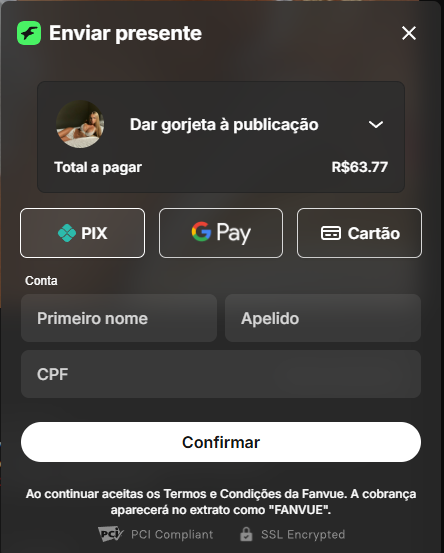 Enviar presente
Dar gorjeta à publicação
Total a pagar R$63.77
PIX G Pay Cartão
Conta
Primeiro nome Apelido
CPF
Confirmar
Ao continuar aceitas os Termos e Condições da Fanvue. A cobrança
aparecerá no extrato como "FANVUE".
PCI PCI Compliant SSL Encrypted